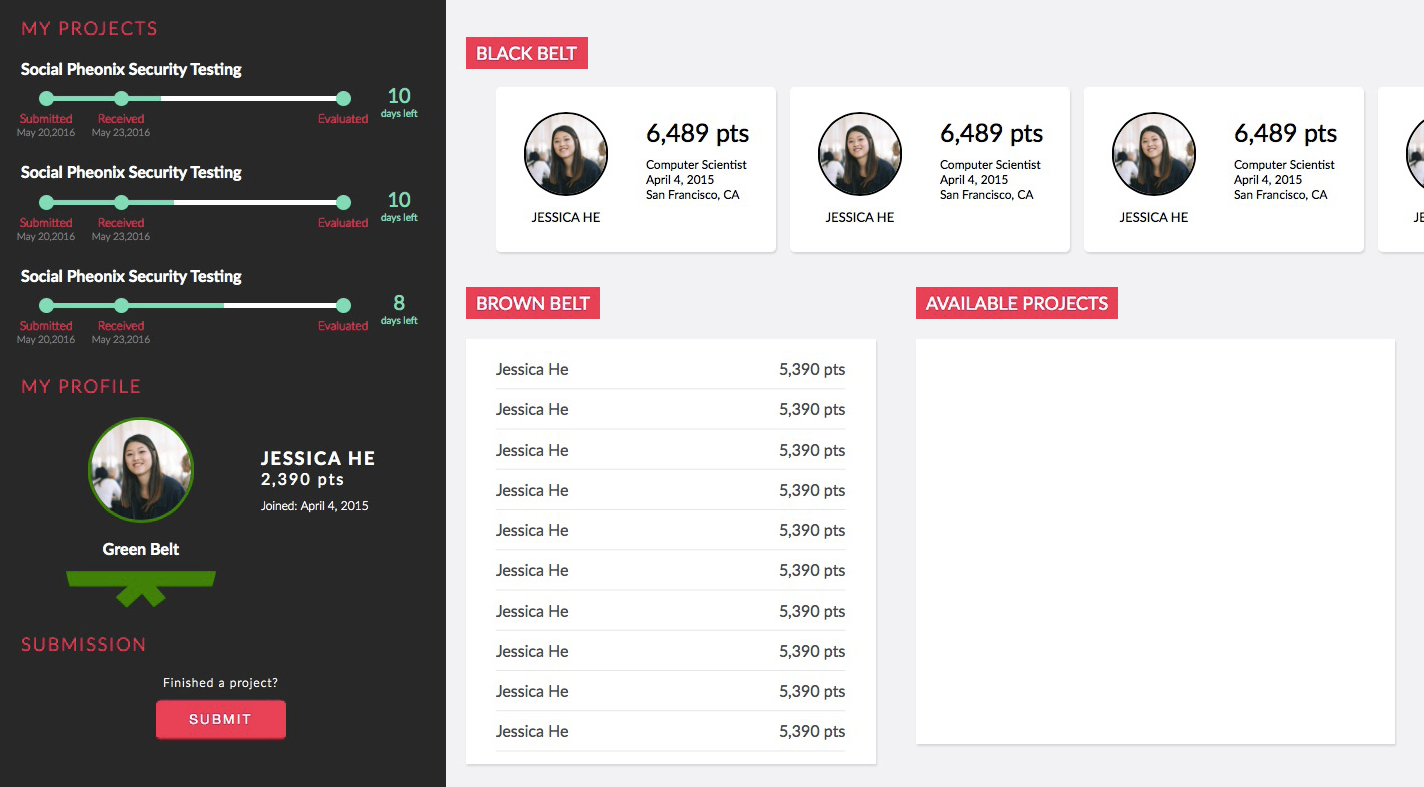 MY PROJECTS
Social Pheonix Security Testing
10
days left
Submitted Received Evaluated
May 20,2016 May 23,2016
Social Pheonix Security Testing
10
days left
Submitted Received Evaluated
May 20,2016 May 23,2016
Social Pheonix Security Testing
8
days left
Submitted Received Evaluated
May 20,2016 May 23,2016
MY PROFILE
JESSICA HE
2,390 pts
Joined: April 4, 2015
Green Belt
SUBMISSION
Finished a project?
SUBMIT
BLACK BELT
6,489 pts
Computer Scientist
April 4, 2015
San Francisco, CA
JESSICA HE
6,489 pts
Computer Scientist
April 4, 2015
San Francisco, CA
JESSICA HE
6,489 pts
Computer Scientist
April 4, 2015
San Francisco, CA
JESSICA HE
BROWN BELT
Jessica He 5,390 pts
Jessica He 5,390 pts
Jessica He 5,390 pts
Jessica He 5,390 pts
Jessica He 5,390 pts
Jessica He 5,390 pts
Jessica He 5,390 pts
Jessica He 5,390 pts
Jessica He 5,390 pts
Jessica He 5,390 pts
AVAILABLE PROJECTS